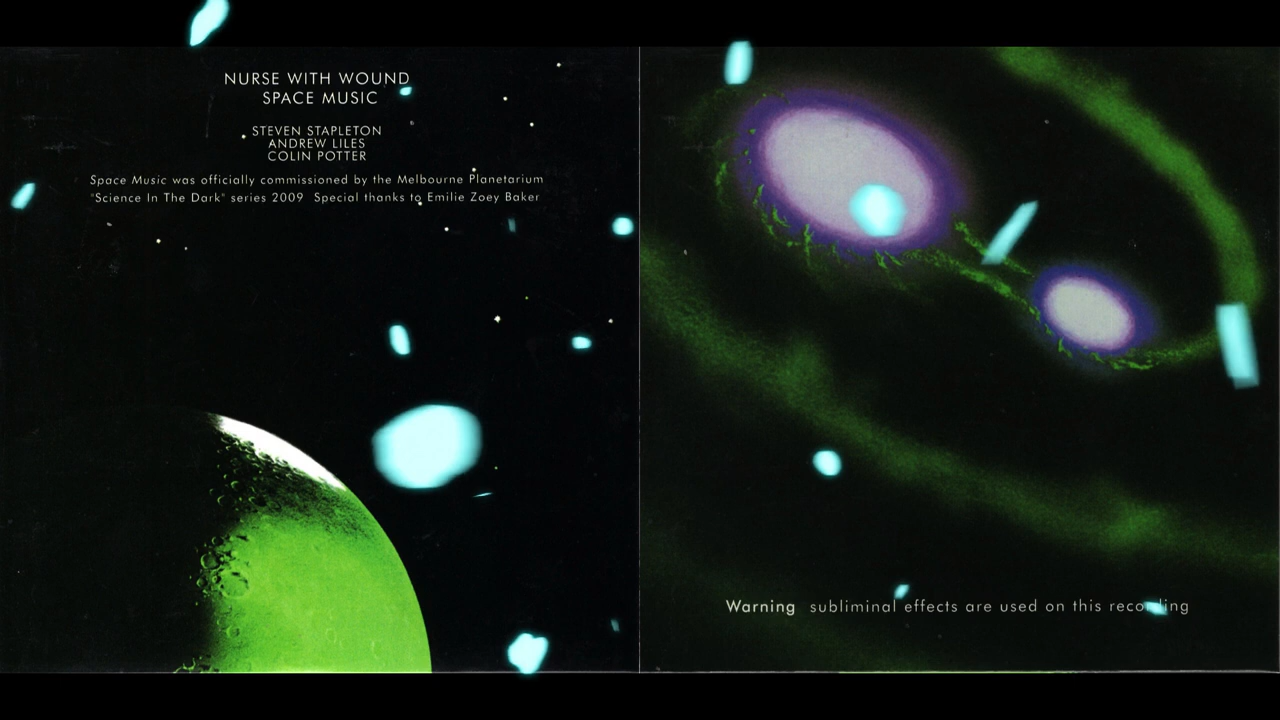 NURSE WITH WOUND
SPACE MUSIC
STEVEN STAPLETON
ANDREW LILES
COLIN POTTER
Space Music was officially commissioned by the Melbourne Planetarium
"Science In The Dark" series 2009 Special thanks to Emilie Zoey Baker
Warning subliminal effects are used on this recording